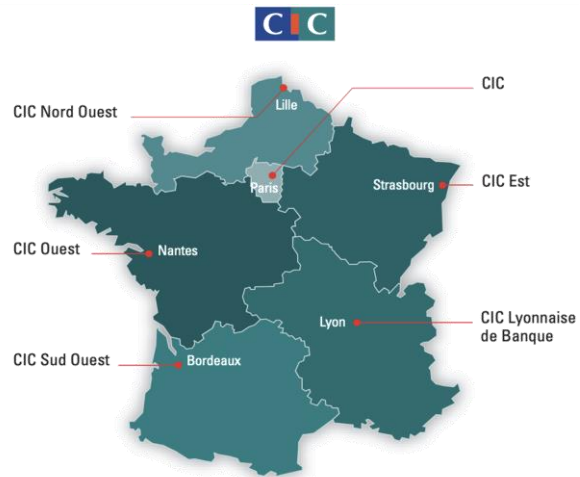 CIC
CIC
CIC Nord Ouest
Lille
Paris
Strasbourg
CIC Est
CIC Ouest
Nantes
Lyon
CIC Lyonnaise
de Banque
CIC Sud Ouest
Bordeaux